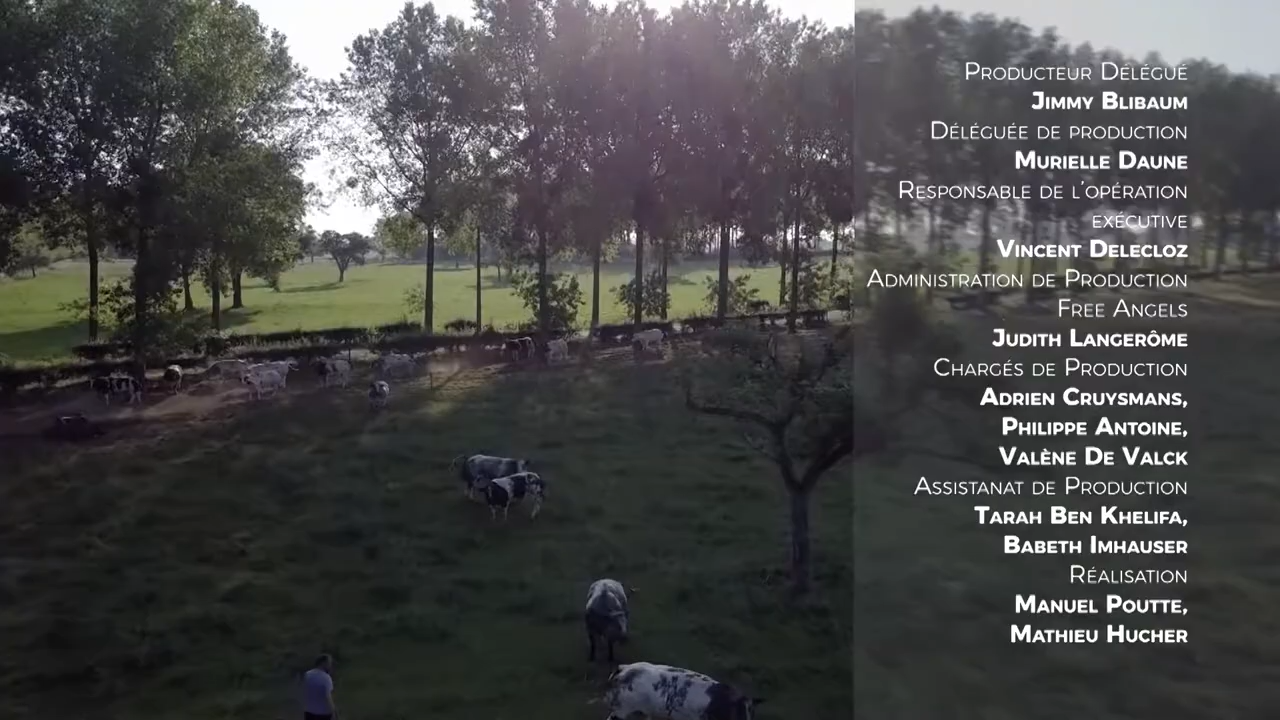 Producteur Délégué
Jimmy Blibaum
Déléguée de production
Murielle Daune
Responsable de l'opération
exécutive
Vincent Delecloz
Administration de Production
Free Angels
Judith Langerôme
Chargés de Production
Adrien Cruysmans,
Philippe Antoine,
Valène De Valck
Assistanat de Production
Tarah Ben Khelifa,
Babeth Imhauser
Réalisation
Manuel Poutte,
Mathieu Hucher